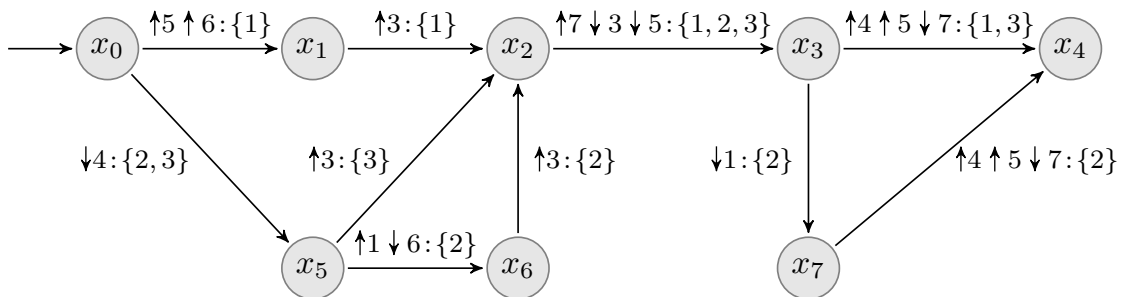 ↑5 ↑ 6:{1} ↑3:{1} ↑7 ↓ 3 ↓ 5:{1, 2, 3} ↑4 ↑ 5 ↓ 7:{1, 3}
x₀ x₁ x₂ x₃ x₄
↓4:{2, 3} ↑3:{3} ↑3:{2} ↓1:{2} ↑4 ↑ 5 ↓ 7:{2}
↑1 ↓ 6:{2}
x₅ x₆ x₇